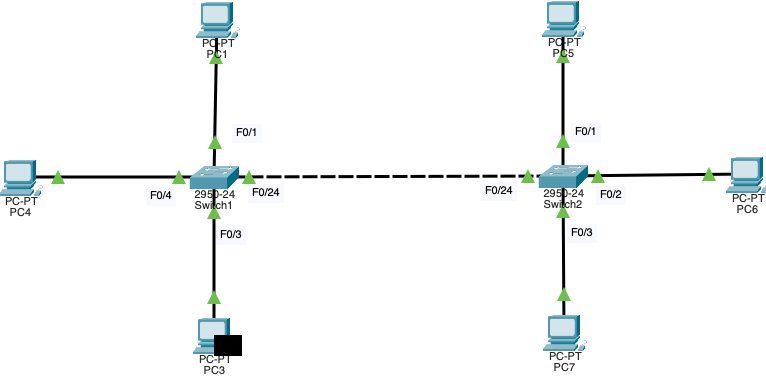 PC-PT
PC1
PC-PT
PC5
F0/1
F0/1
PC-PT
PC4
F0/4
2950-24
Switch1
F0/24
F0/24
2950-24
Switch2
F0/2
PC-PT
PC6
F0/3
F0/3
PC-PT
PC3
PC-PT
PC7